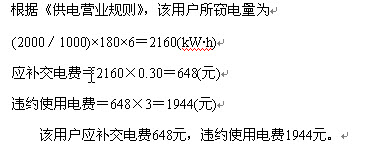 根据《供电营业规则》，该用户所窃电量为
(2000／1000)×180×6＝2160(kW·h)
应补交电费＝2160×0.30＝648(元)
违约使用电费＝648×3＝1944(元)
该用户应补交电费648元，违约使用电费1944元。